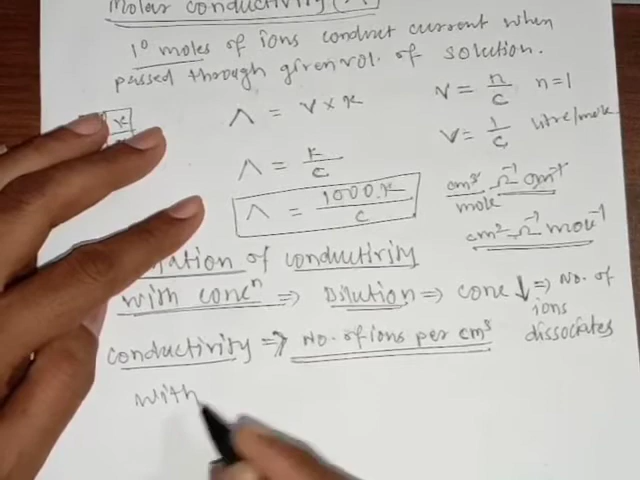 Molar conductivity (Λ)
1⁰ moles of ions conduct current when
passed through given vol. of solution.
Λ = V × κ
V = n/c n=1
V = 1/c litre/mole
κ
Λ = κ/c
Λ = 1000.κ/c
cm³/mole Ω⁻¹ cm⁻¹
cm² Ω⁻¹ mol⁻¹
of conductivity
with concⁿ ⇒ Dilution ⇒ conc ↓ ⇒ No. of
ions
dissociates
conductivity ⇒ No. of ions per cm³
with